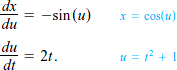 dx/du = −sin(u)    x = cos(u)
du/dt = 2t.    u = t² + 1